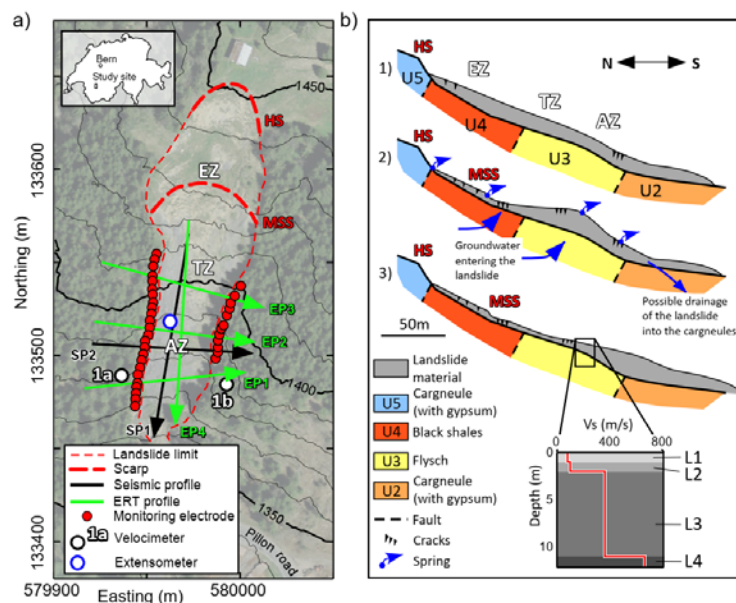 a)
Bern
Study site
1450
HS
EZ
MSS
TZ
EP3
SP2
AZ
EP2
1a
1400
EP1
1b
SP1
EP4
1350
Pillon road
133600
133500
133400
Northing (m)
579900
580000
Easting (m)
Landslide limit
Scarp
Seismic profile
ERT profile
Monitoring electrode
1a
Velocimeter
Extensometer
b)
HS
EZ
N
S
1)
U5
TZ
AZ
U4
U3
U2
2)
HS
MSS
Groundwater
entering the
landslide
Possible drainage
of the landslide
into the cargneules
3)
HS
MSS
50m
Landslide
material
U5
Cargneule
(with gypsum)
U4
Black shales
U3
Flysch
U2
Cargneule
(with gypsum)
Fault
Cracks
Spring
Vs (m/s)
0
400
800
0
5
10
Depth (m)
L1
L2
L3
L4